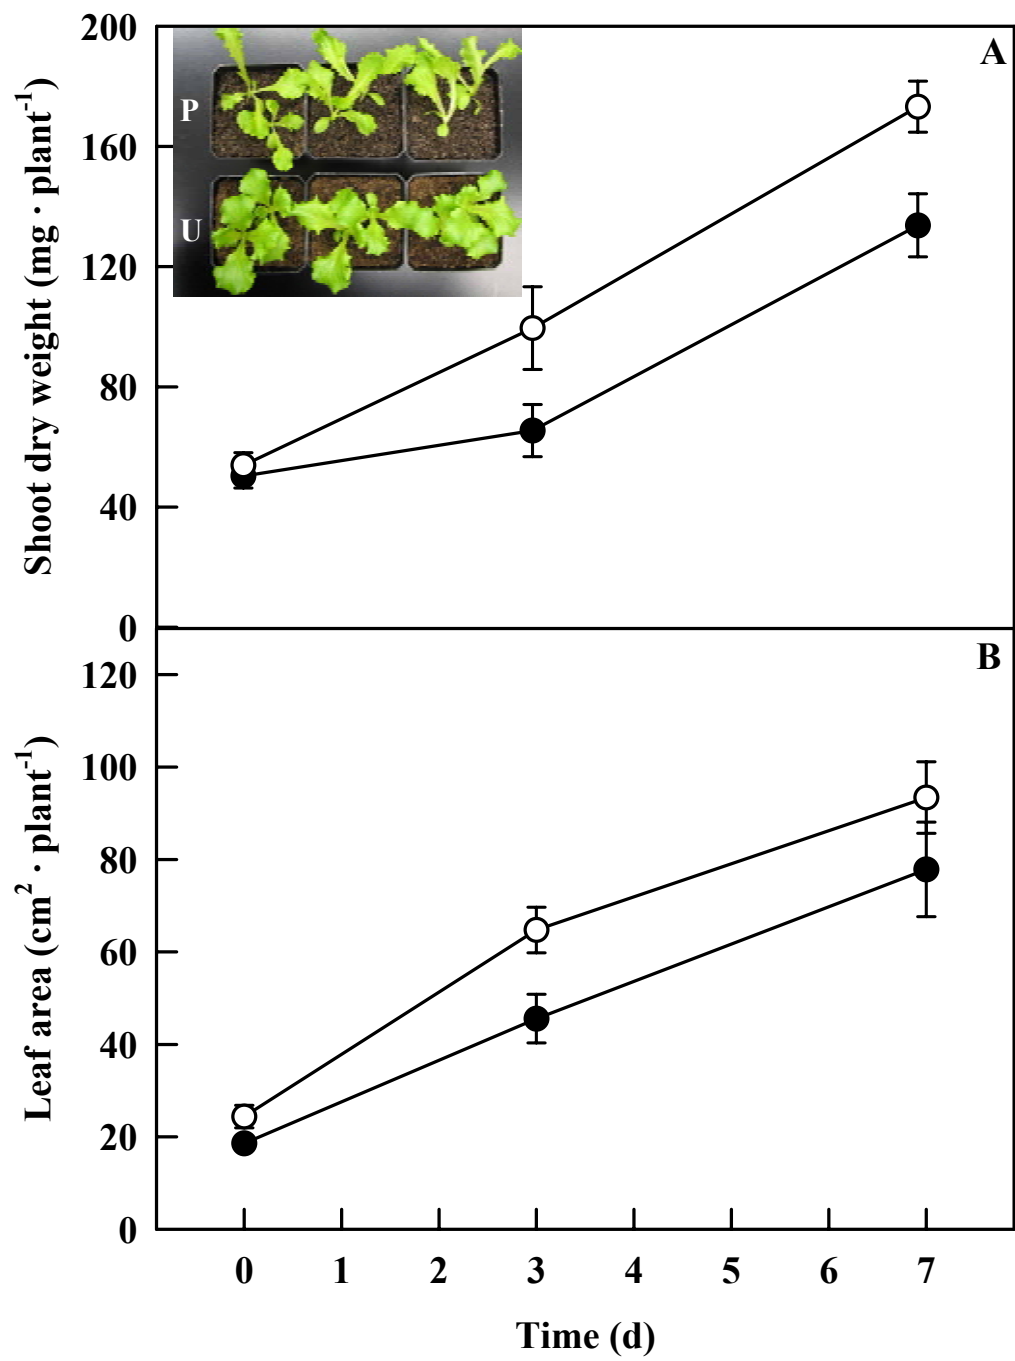 200
A
P
160
U
120
80
40
0
Shoot dry weight (mg · plant⁻¹)
B
120
100
80
60
40
20
0
Leaf area (cm² · plant⁻¹)
0 1 2 3 4 5 6 7
Time (d)